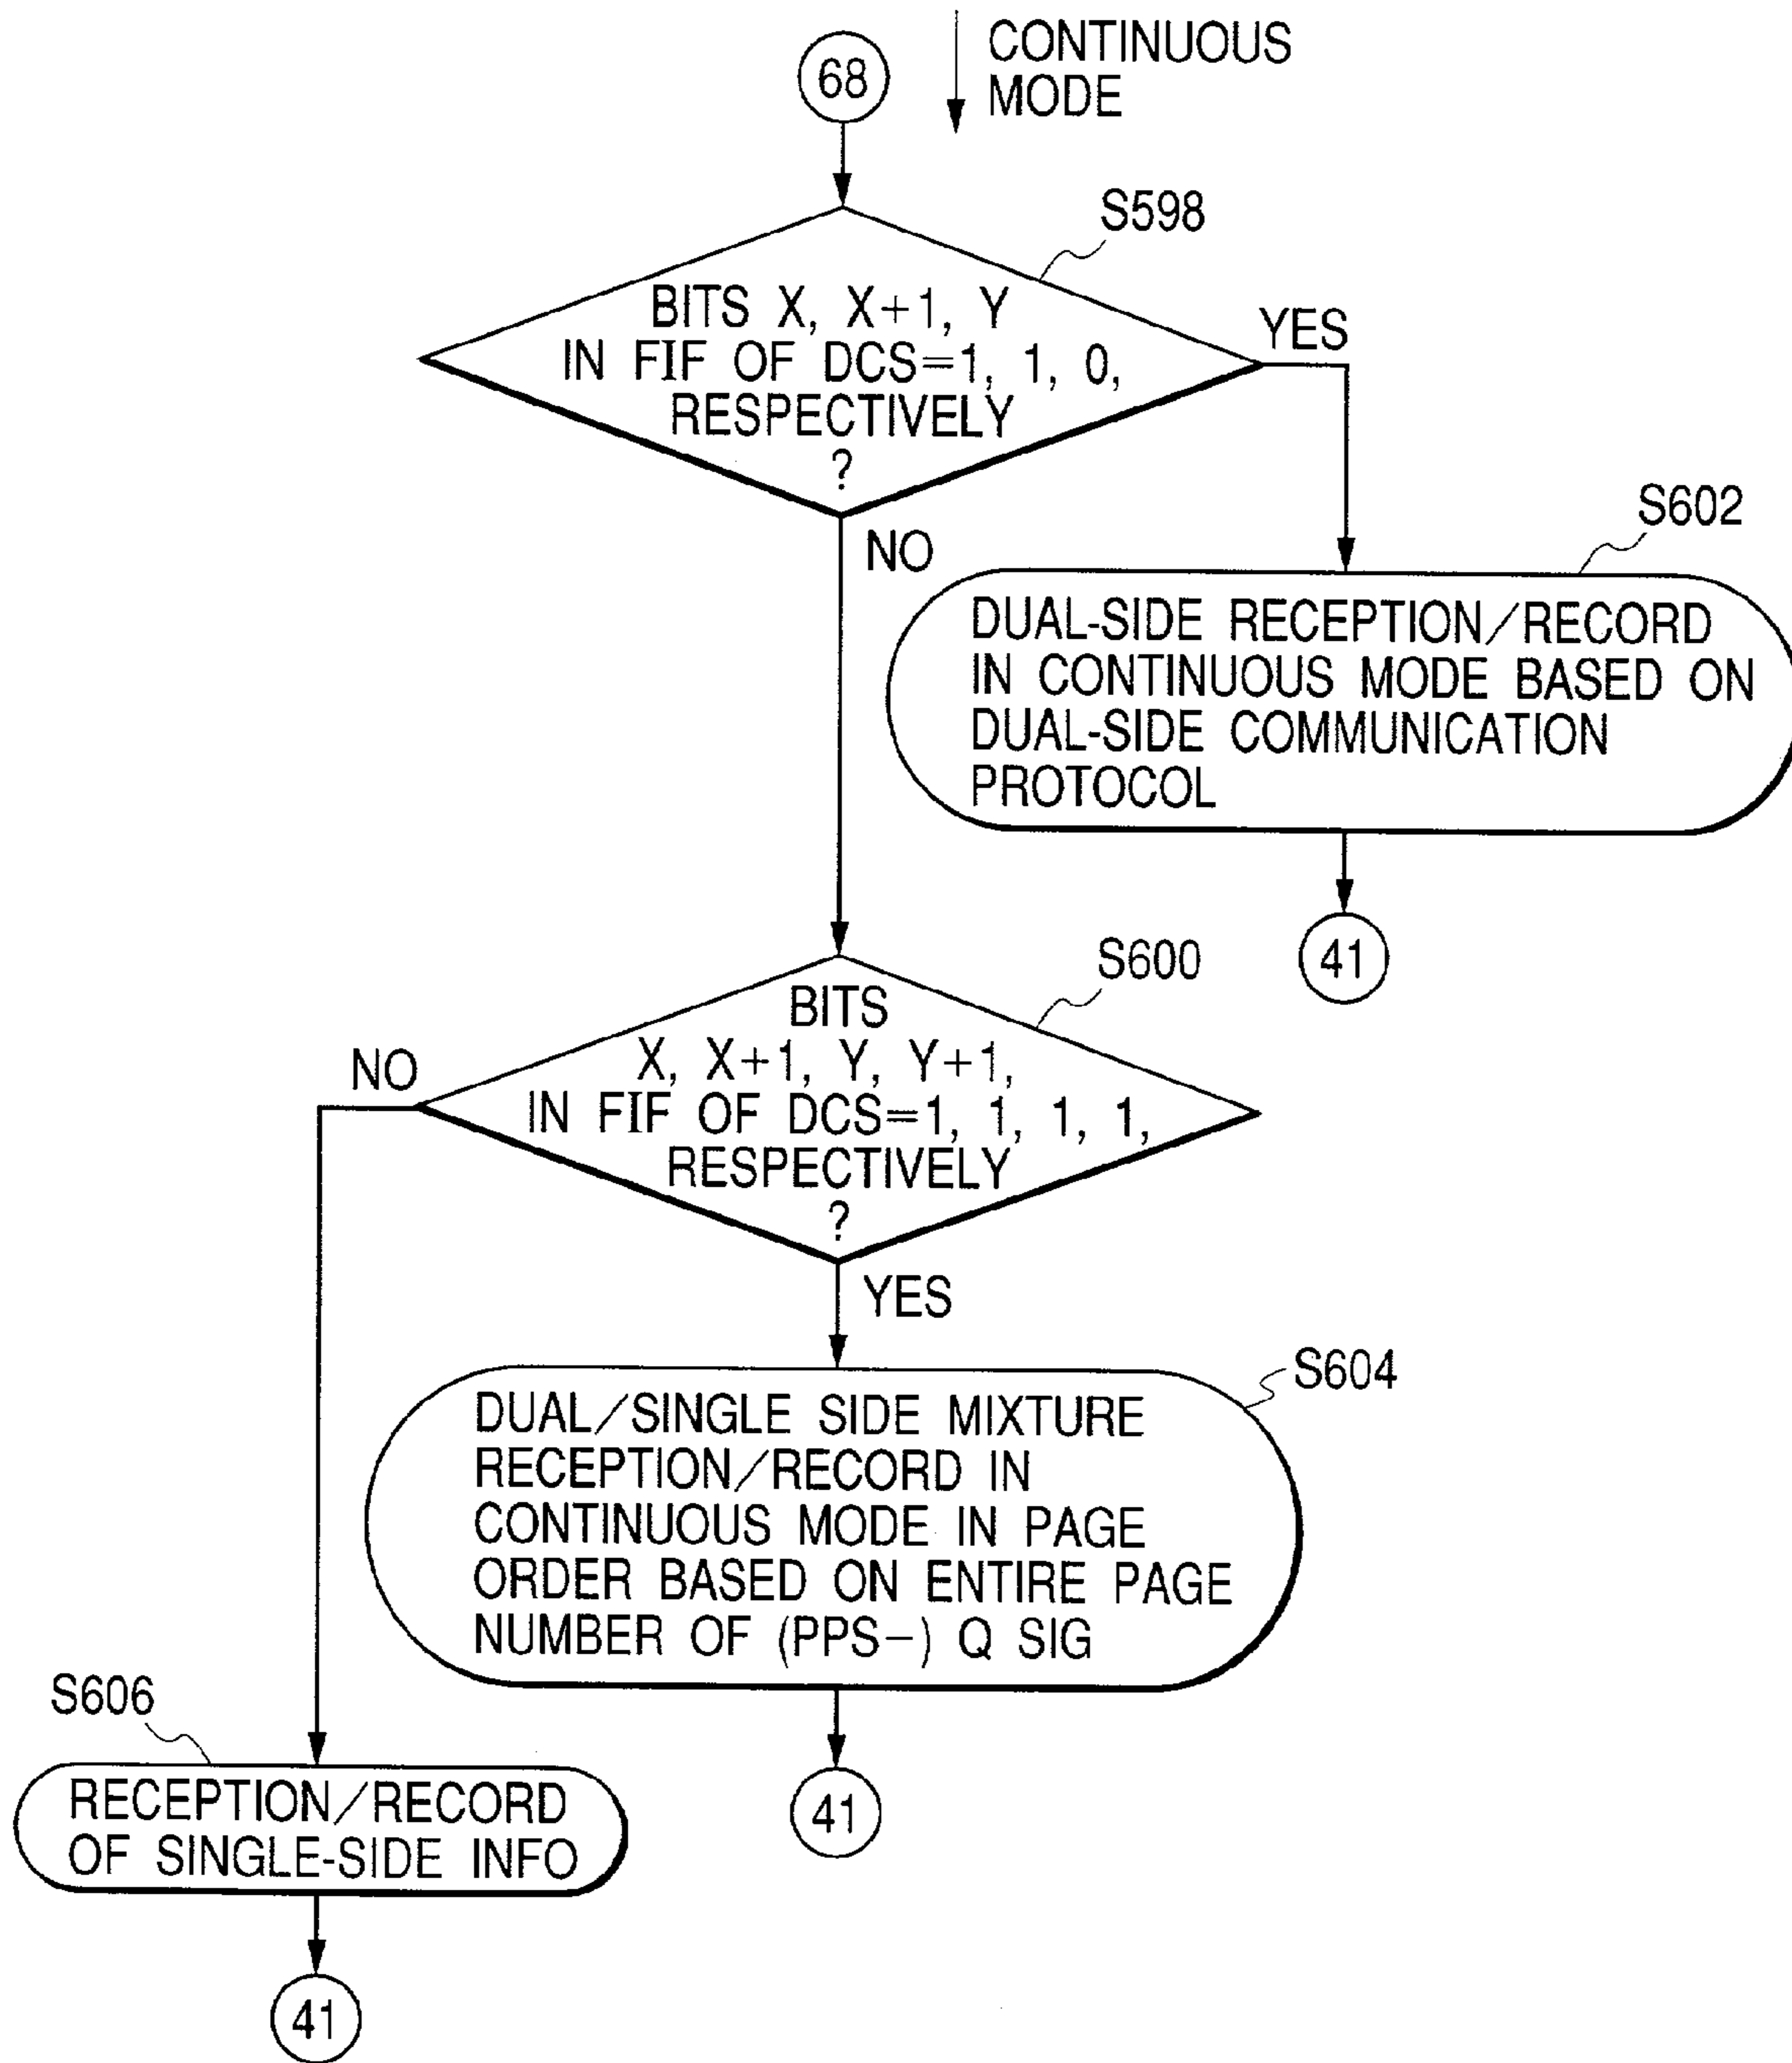 68
CONTINUOUS
MODE
S598
BITS X, X+1, Y
IN FIF OF DCS=1, 1, 0,
RESPECTIVELY
?
YES
NO
S602
DUAL-SIDE RECEPTION/RECORD
IN CONTINUOUS MODE BASED ON
DUAL-SIDE COMMUNICATION
PROTOCOL
41
S600
BITS
X, X+1, Y, Y+1,
IN FIF OF DCS=1, 1, 1, 1,
RESPECTIVELY
?
NO
YES
S604
DUAL/SINGLE SIDE MIXTURE
RECEPTION/RECORD IN
CONTINUOUS MODE IN PAGE
ORDER BASED ON ENTIRE PAGE
NUMBER OF (PPS-) Q SIG
41
S606
RECEPTION/RECORD
OF SINGLE-SIDE INFO
41